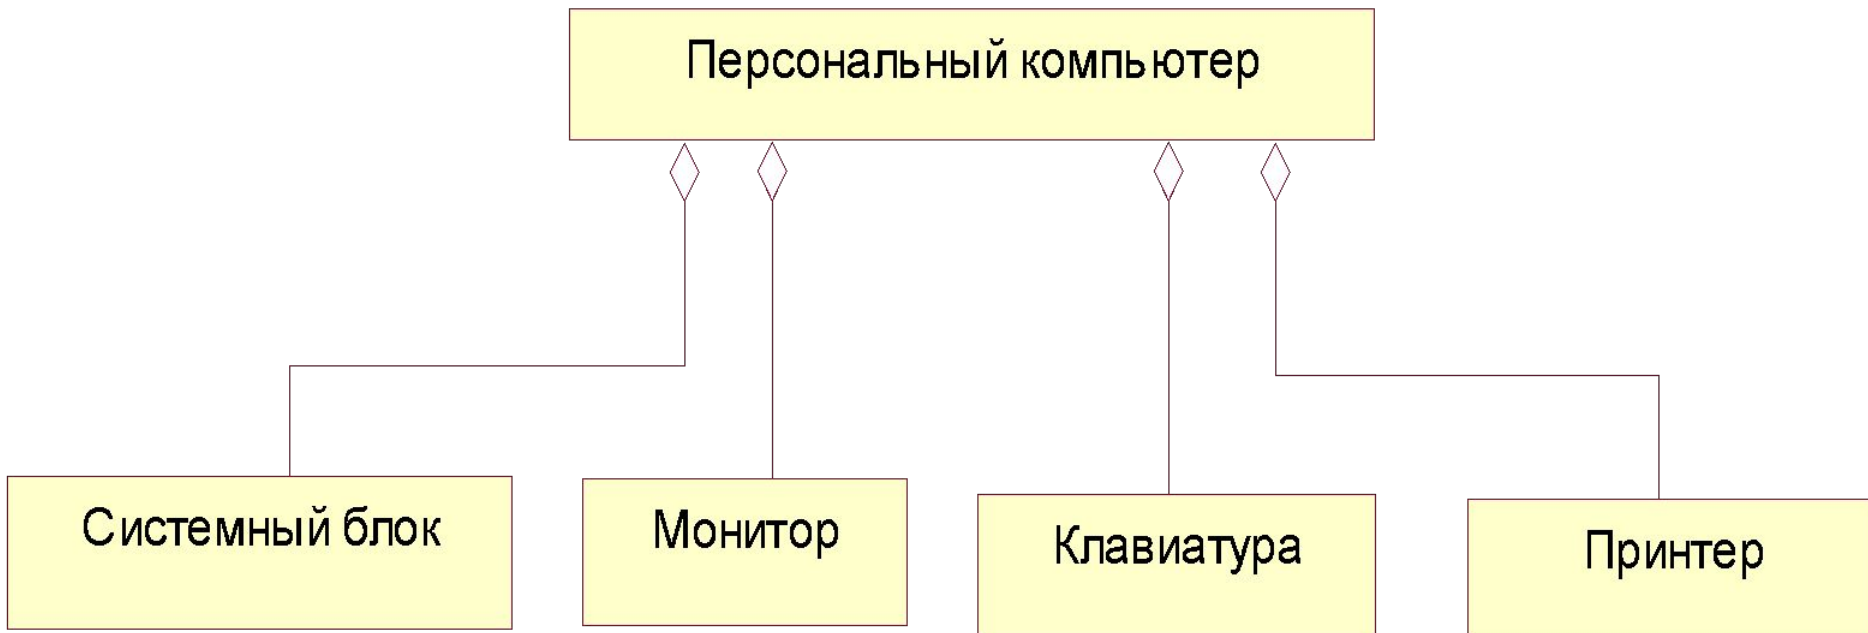 Персональный компьютер
Системный блок
Монитор
Клавиатура
Принтер